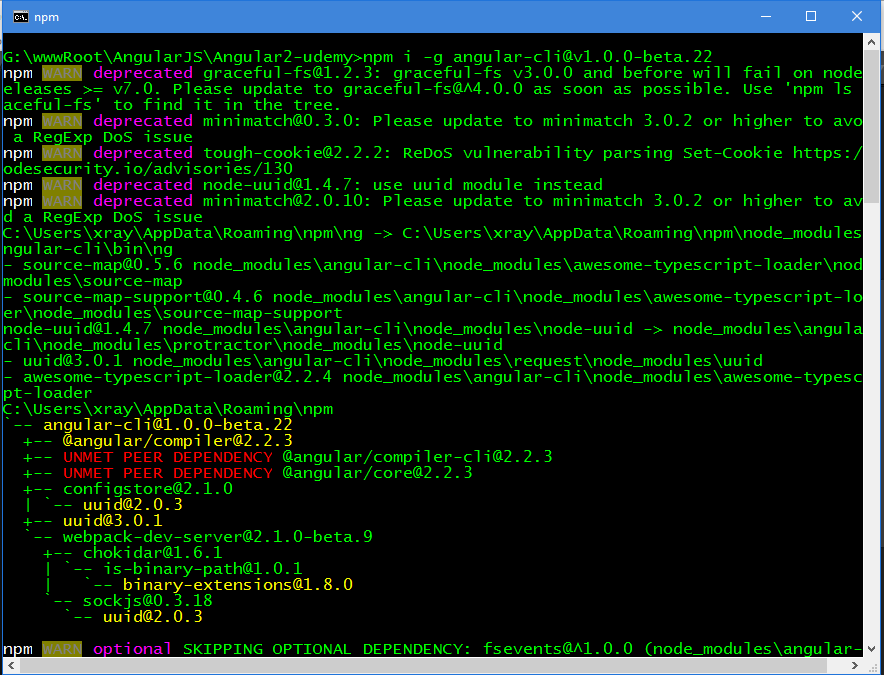 npm
G:\wwwRoot\AngularJS\Angular2-udemy>npm i -g angular-cli@v1.0.0-beta.22
npm WARN deprecated graceful-fs@1.2.3: graceful-fs v3.0.0 and before will fail on node
eleases >= v7.0. Please update to graceful-fs@^4.0.0 as soon as possible. Use 'npm ls
aceful-fs' to find it in the tree.
npm WARN deprecated minimatch@0.3.0: Please update to minimatch 3.0.2 or higher to avo
 a RegExp DoS issue
npm WARN deprecated tough-cookie@2.2.2: ReDoS vulnerability parsing Set-Cookie https:/
odesecurity.io/advisories/130
npm WARN deprecated node-uuid@1.4.7: use uuid module instead
npm WARN deprecated minimatch@2.0.10: Please update to minimatch 3.0.2 or higher to av
d a RegExp DoS issue
C:\Users\xray\AppData\Roaming\npm\ng -> C:\Users\xray\AppData\Roaming\npm\node_modules
ngular-cli\bin\ng
- source-map@0.5.6 node_modules\angular-cli\node_modules\awesome-typescript-loader\nod
modules\source-map
- source-map-support@0.4.6 node_modules\angular-cli\node_modules\awesome-typescript-lo
er\node_modules\source-map-support
node-uuid@1.4.7 node_modules\angular-cli\node_modules\node-uuid -> node_modules\angula
cli\node_modules\protractor\node_modules\node-uuid
- uuid@3.0.1 node_modules\angular-cli\node_modules\request\node_modules\uuid
- awesome-typescript-loader@2.2.4 node_modules\angular-cli\node_modules\awesome-typesc
pt-loader
C:\Users\xray\AppData\Roaming\npm
`-- angular-cli@1.0.0-beta.22
  +-- @angular/compiler@2.2.3
  +-- UNMET PEER DEPENDENCY @angular/compiler-cli@2.2.3
  +-- UNMET PEER DEPENDENCY @angular/core@2.2.3
  +-- configstore@2.1.0
  | `-- uuid@2.0.3
  +-- uuid@3.0.1
  `-- webpack-dev-server@2.1.0-beta.9
    +-- chokidar@1.6.1
    | `-- is-binary-path@1.0.1
    |   `-- binary-extensions@1.8.0
    `-- sockjs@0.3.18
      `-- uuid@2.0.3
npm WARN optional SKIPPING OPTIONAL DEPENDENCY: fsevents@^1.0.0 (node_modules\angular-